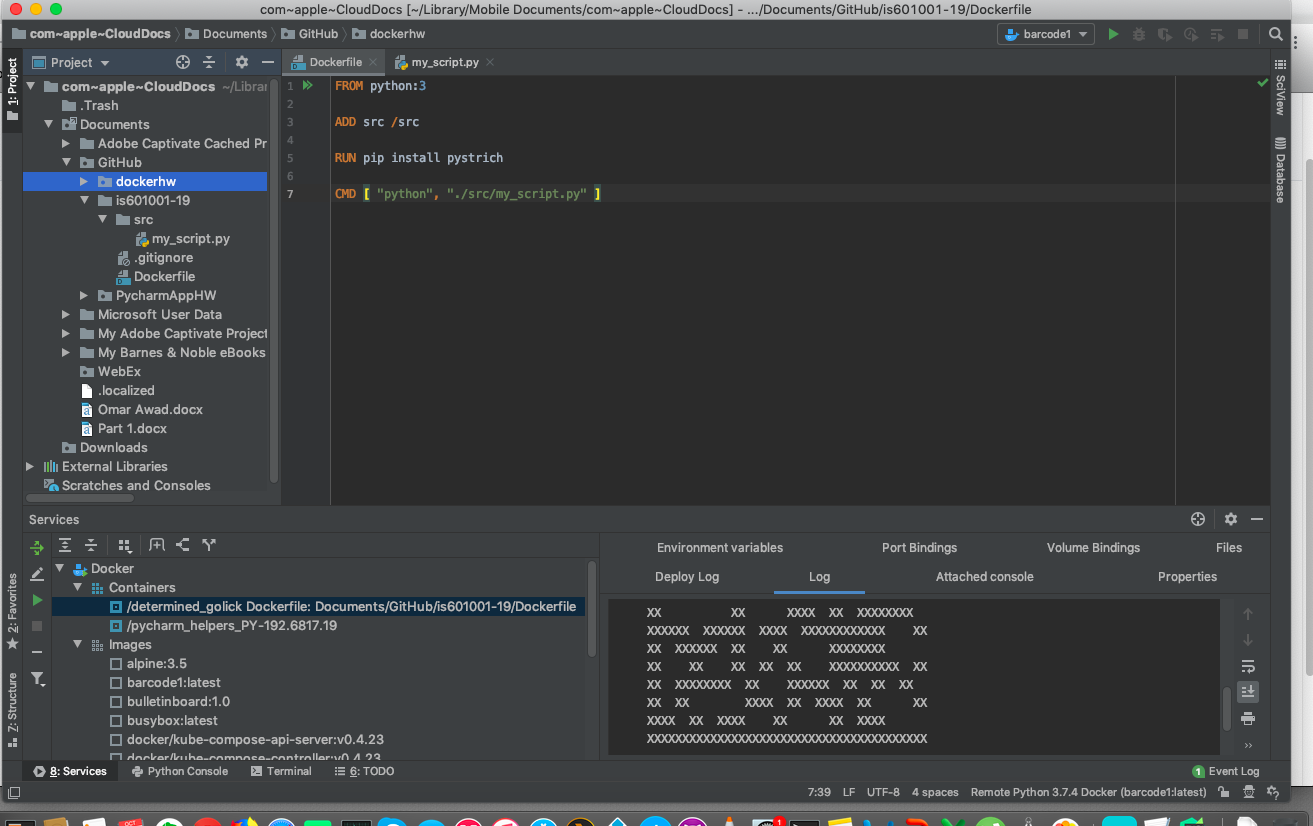 com~apple~CloudDocs [~/Library/Mobile Documents/com~apple~CloudDocs] - .../Documents/GitHub/is601001-19/Dockerfile
com~apple~CloudDocs Documents GitHub dockerhw barcode1
1: Project
Project
Dockerfile my_script.py
com~apple~CloudDocs ~/Librar
.Trash
Documents
Adobe Captivate Cached Pr
GitHub
dockerhw
is601001-19
src
my_script.py
.gitignore
Dockerfile
PycharmAppHW
Microsoft User Data
My Adobe Captivate Project
My Barnes & Noble eBooks
WebEx
.localized
Omar Awad.docx
Part 1.docx
Downloads
External Libraries
Scratches and Consoles
1 FROM python:3
2
3 ADD src /src
4
5 RUN pip install pystrich
6
7 CMD [ "python", "./src/my_script.py" ]
SciView
Database
Services
2: Favorites
Z: Structure
Docker
Containers
/determined_golick Dockerfile: Documents/GitHub/is601001-19/Dockerfile
/pycharm_helpers_PY-192.6817.19
Images
alpine:3.5
barcode1:latest
bulletinboard:1.0
busybox:latest
docker/kube-compose-api-server:v0.4.23
docker/kube-compose-controller:v0.4.23
Environment variables Port Bindings Volume Bindings Files
Deploy Log Log Attached console Properties
XX          XX      XXXX  XX  XXXXXXXX
XXXXXX  XXXXXX  XXXX  XXXXXXXXXXXX    XX
XX  XXXXXX  XX    XX      XXXXXXXX
XX    XX    XX  XX  XX    XXXXXXXXXX  XX
XX  XXXXXXXX  XX    XXXXXX  XX  XX  XX
XX  XX        XXXX  XX  XXXX  XX      XX
XXXX  XX  XXXX    XX      XX  XXXX
XXXXXXXXXXXXXXXXXXXXXXXXXXXXXXXXXXXXXXXX
8: Services Python Console Terminal 6: TODO 1 Event Log
7:39 LF UTF-8 4 spaces Remote Python 3.7.4 Docker (barcode1:latest)
OCT
1